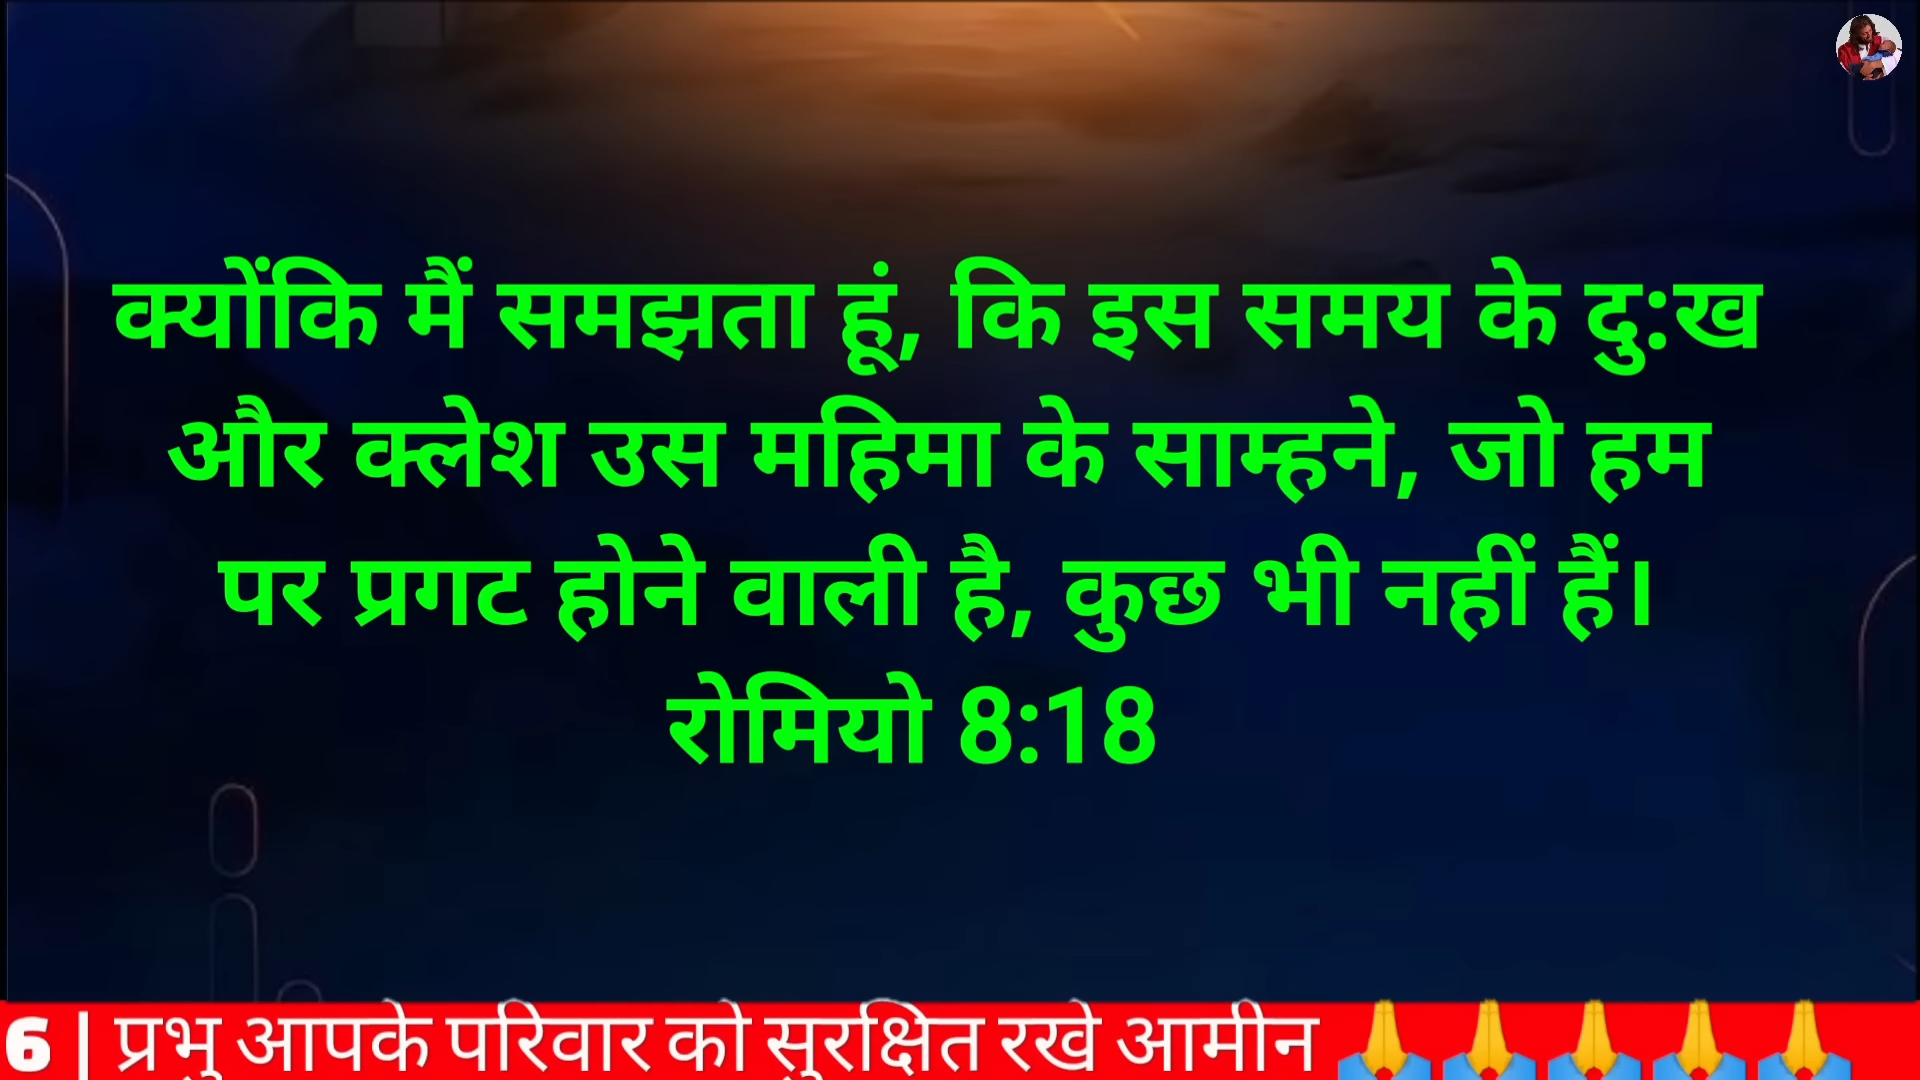 क्योंकि मैं समझता हूं, कि इस समय के दु:ख
और क्लेश उस महिमा के साम्हने, जो हम
पर प्रगट होने वाली है, कुछ भी नहीं हैं।
रोमियो 8:18
6 | प्रभु आपके परिवार को सुरक्षित रखे आमीन 🙏🙏🙏🙏🙏